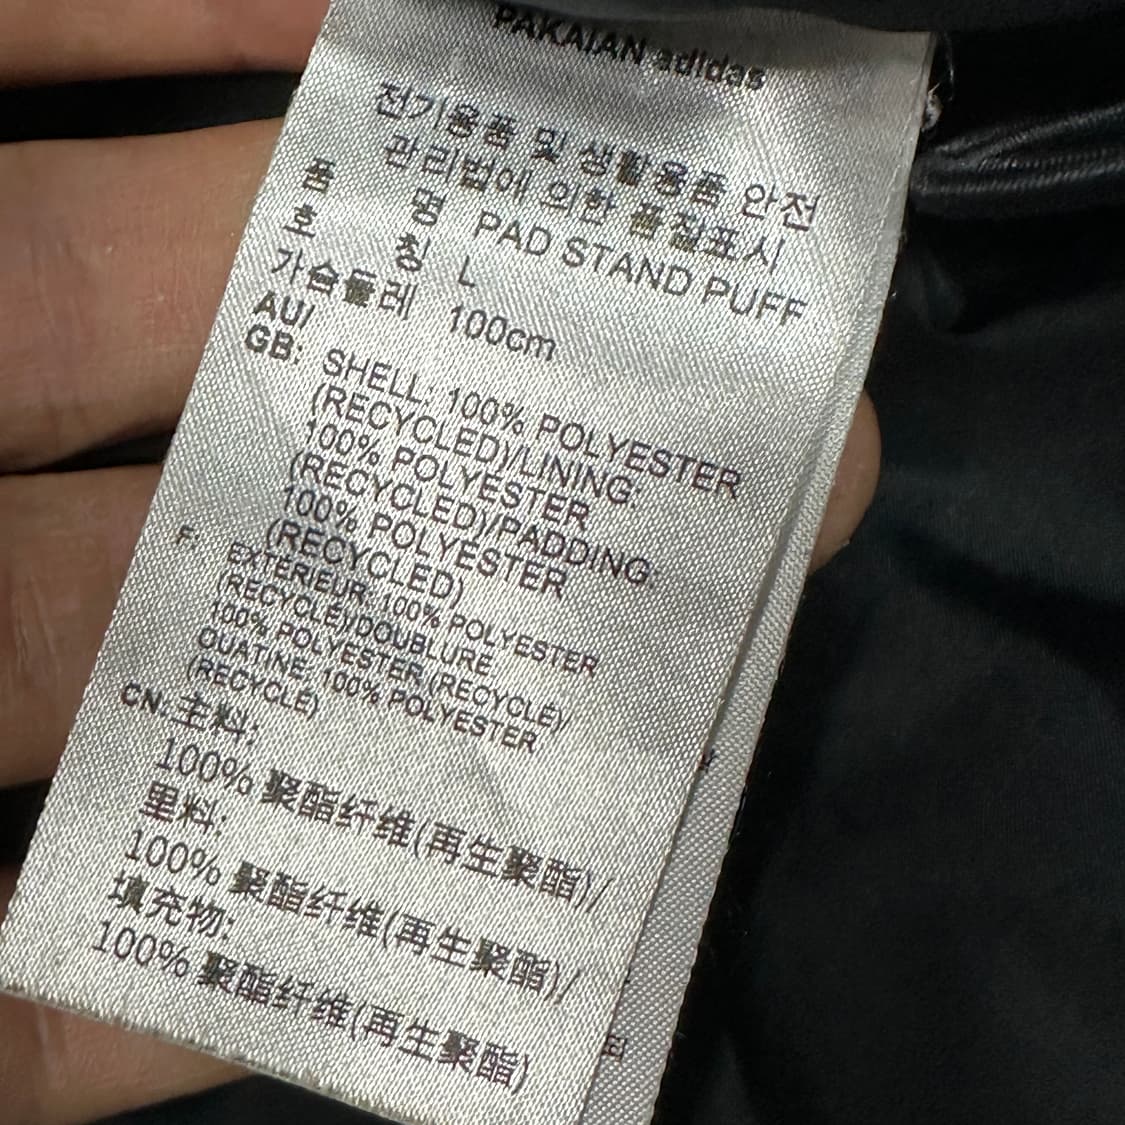 PAKAIAN adidas
전기용품 및 생활용품 안전
관리법에 의한 품질표시
품 명 PAD STAND PUFF
호 칭 L
가슴둘레 100cm
AU/
GB: SHELL: 100% POLYESTER
(RECYCLED)/LINING:
100% POLYESTER
(RECYCLED)/PADDING:
100% POLYESTER
(RECYCLED)
F: EXTÉRIEUR: 100% POLYESTER
(RECYCLÉ)/DOUBLURE:
100% POLYESTER (RECYCLÉ)/
OUATINE: 100% POLYESTER
(RECYCLÉ)
CN: 主料:
100% 聚酯纤维(再生聚酯)/
里料:
100% 聚酯纤维(再生聚酯)/
填充物:
100% 聚酯纤维(再生聚酯)